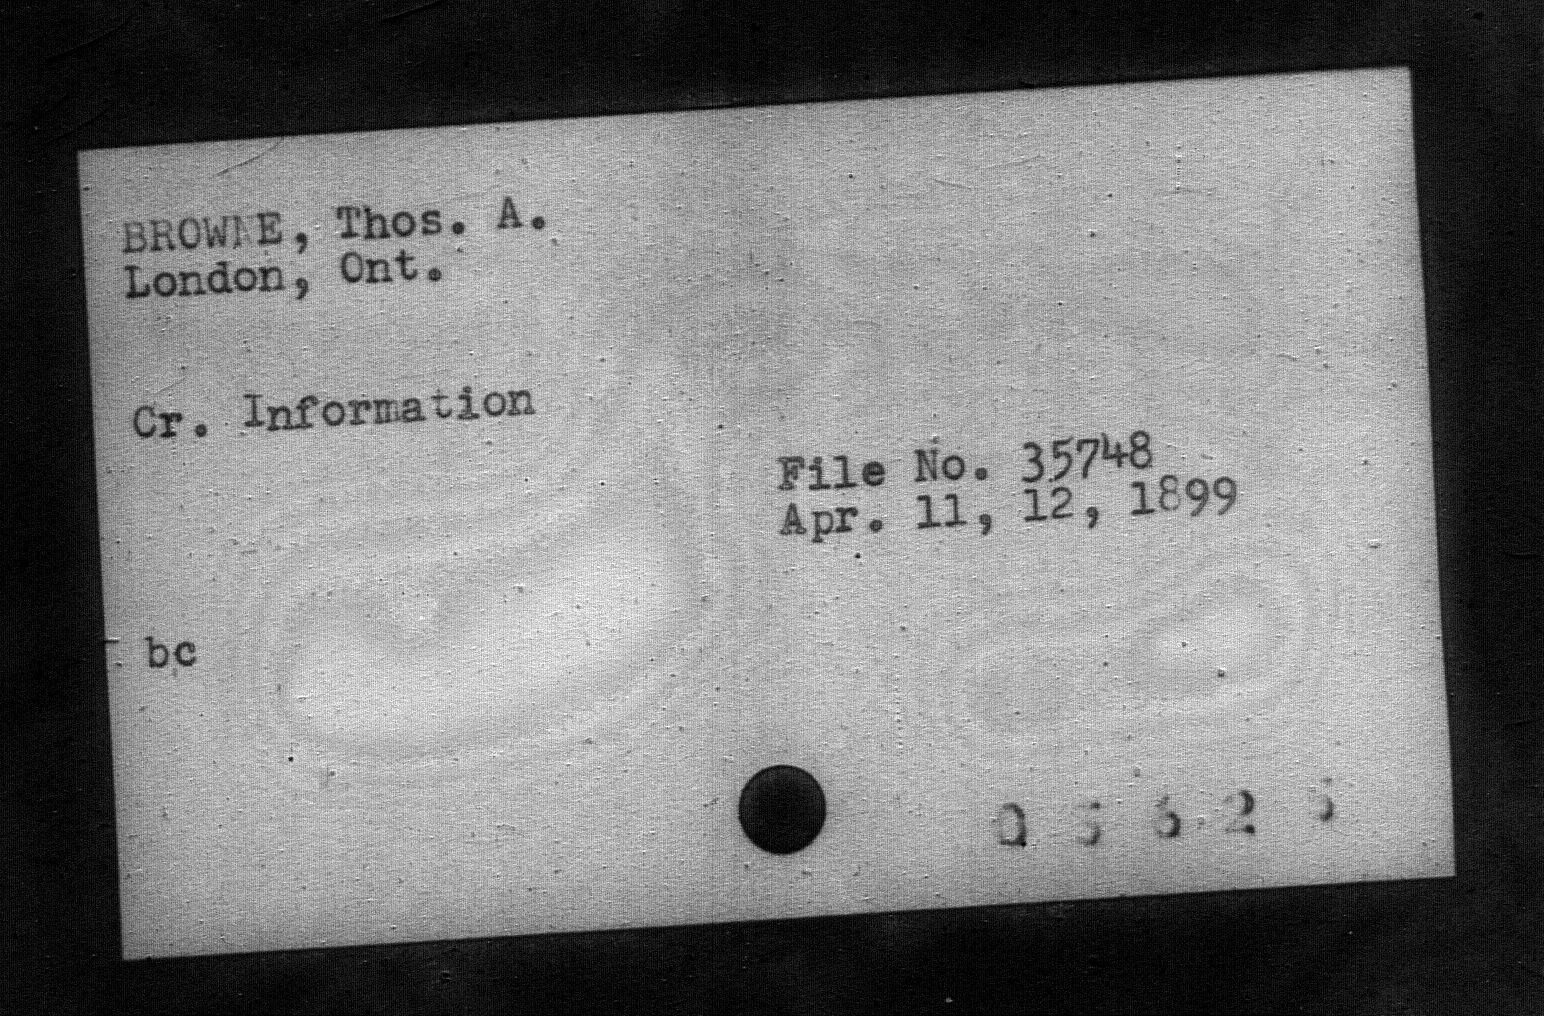 BROWNE, Thos. A.
London, Ont.
Cr. Information
File No. 35748
Apr. 11, 12, 1899
bc